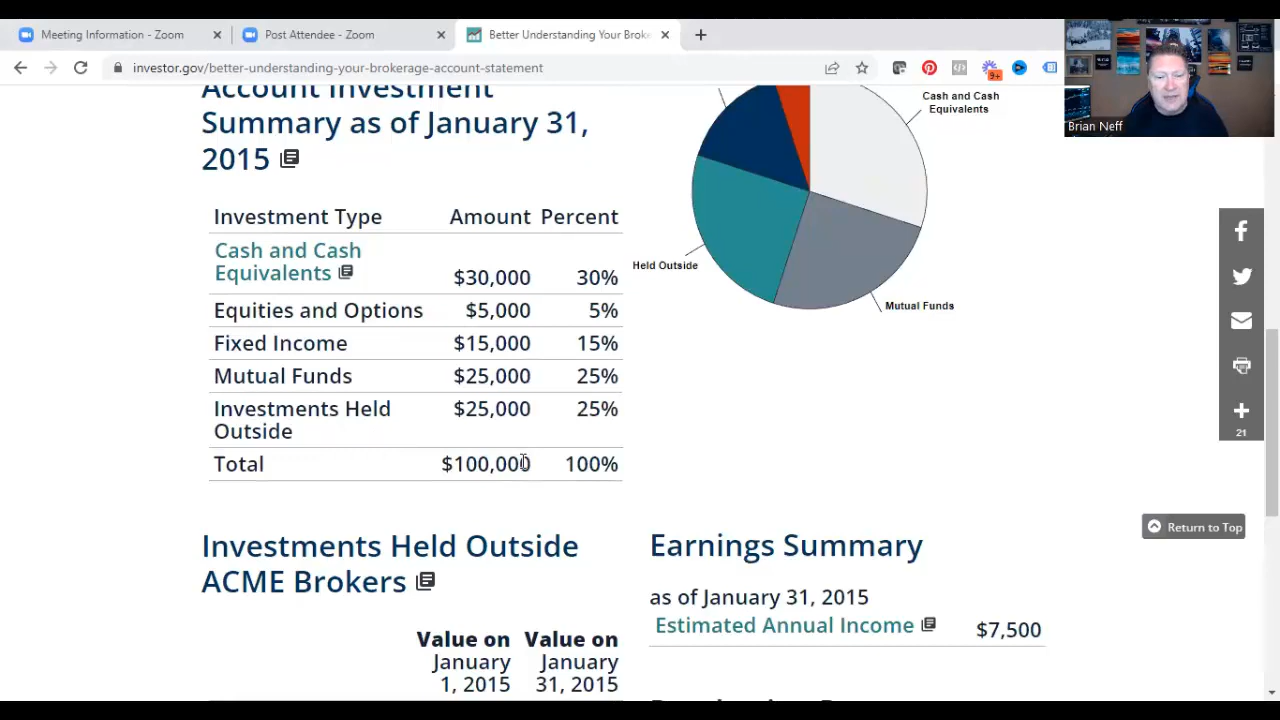 Meeting Information - Zoom
Post Attendee - Zoom
Better Understanding Your Broke
investor.gov/better-understanding-your-brokerage-account-statement
9+
Brian Neff
Account Investment
Summary as of January 31,
2015
Investment Type Amount Percent
Cash and Cash
Equivalents $30,000 30%
Equities and Options $5,000 5%
Fixed Income $15,000 15%
Mutual Funds $25,000 25%
Investments Held $25,000 25%
Outside
Total $100,000 100%
Cash and Cash
Equivalents
Held Outside
Mutual Funds
21
Return to Top
Investments Held Outside
ACME Brokers
Value on Value on
January January
1, 2015 31, 2015
Earnings Summary
as of January 31, 2015
Estimated Annual Income $7,500